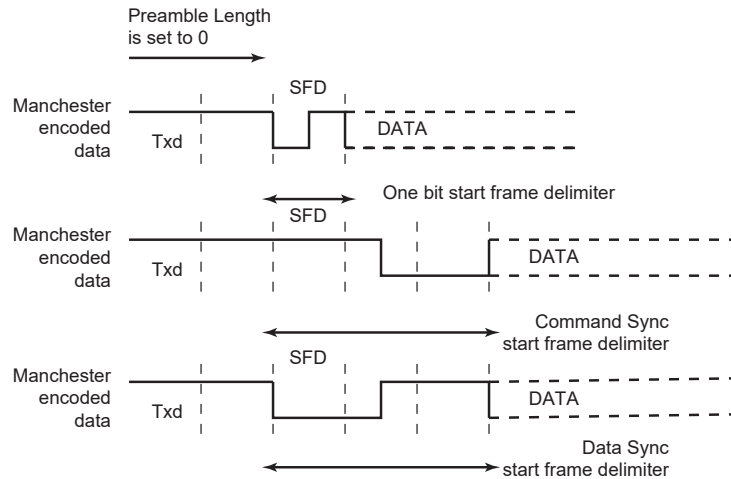 Preamble Length
is set to 0
SFD
Manchester
encoded
data
Txd
DATA
One bit start frame delimiter
SFD
Manchester
encoded
data
Txd
DATA
Command Sync
start frame delimiter
SFD
Manchester
encoded
data
Txd
DATA
Data Sync
start frame delimiter